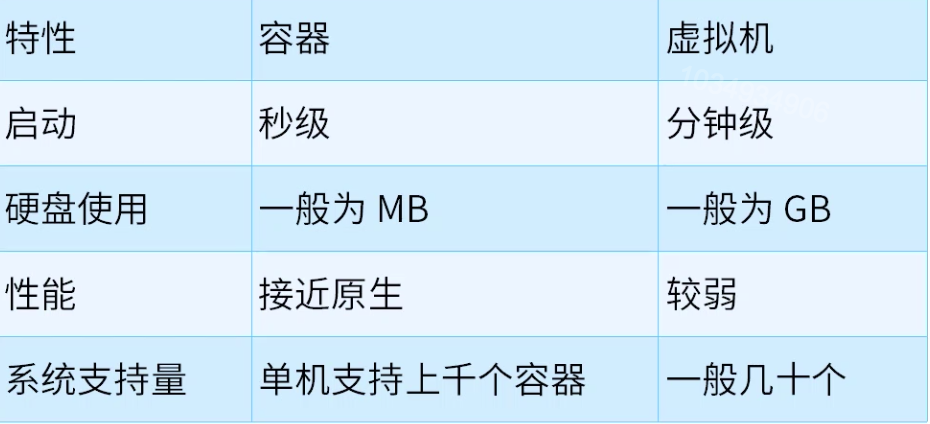 特性 容器 虚拟机
启动 秒级 分钟级
硬盘使用 一般为 MB 一般为 GB
性能 接近原生 较弱
系统支持量 单机支持上千个容器 一般几十个